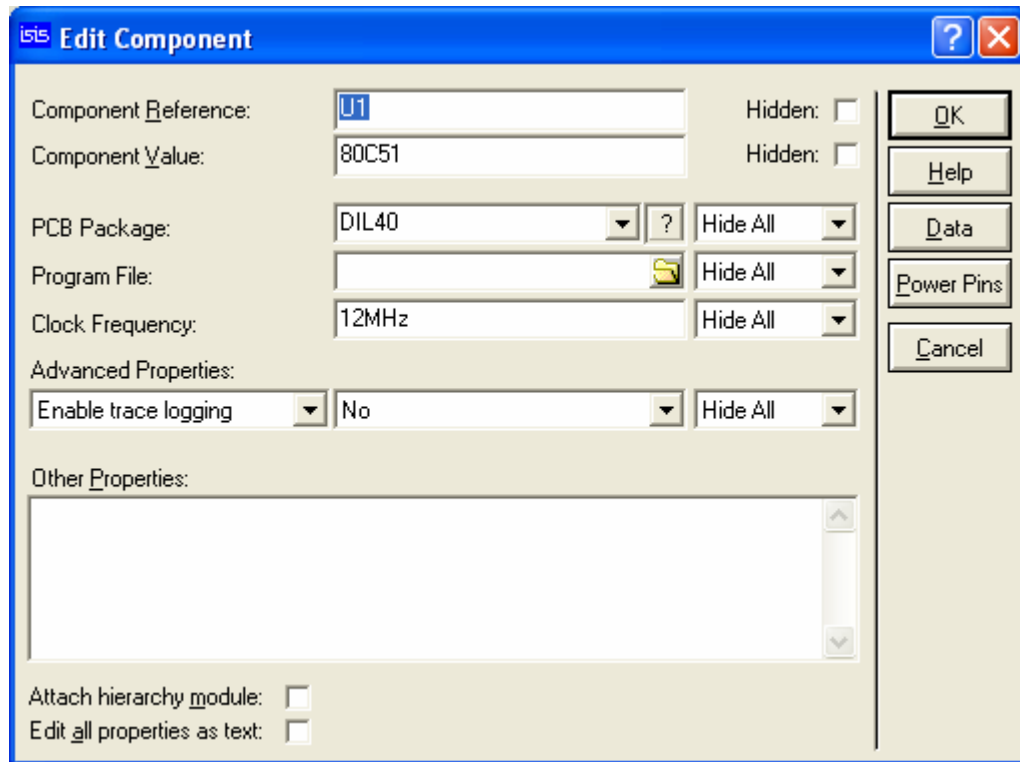 isis Edit Component ?
Component Reference: U1 Hidden:
Component Value: 80C51 Hidden:
PCB Package: DIL40 ? Hide All
Program File: Hide All
Clock Frequency: 12MHz Hide All
Advanced Properties:
Enable trace logging No Hide All
Other Properties:
Attach hierarchy module:
Edit all properties as text:
OK
Help
Data
Power Pins
Cancel